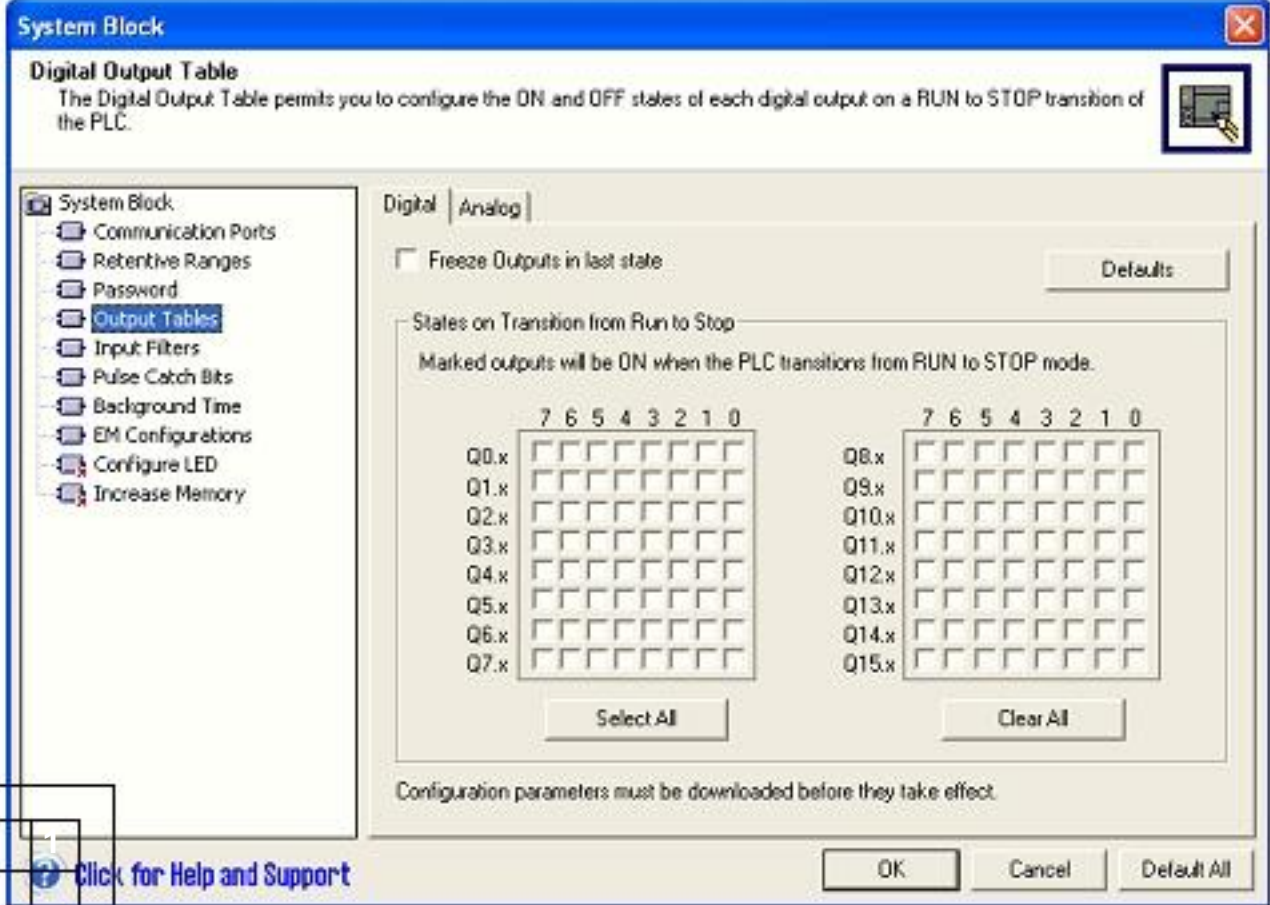 System Block
Digital Output Table
The Digital Output Table permits you to configure the ON and OFF states of each digital output on a RUN to STOP transition of
the PLC.
System Block
Communication Ports
Retentive Ranges
Password
Output Tables
Input Filters
Pulse Catch Bits
Background Time
EM Configurations
Configure LED
Increase Memory
Digital
Analog
Freeze Outputs in last state
Defaults
States on Transition from Run to Stop
Marked outputs will be ON when the PLC transitions from RUN to STOP mode.
7 6 5 4 3 2 1 0
Q0.x
Q1.x
Q2.x
Q3.x
Q4.x
Q5.x
Q6.x
Q7.x
Select All
7 6 5 4 3 2 1 0
Q8.x
Q9.x
Q10.x
Q11.x
Q12.x
Q13.x
Q14.x
Q15.x
Clear All
Configuration parameters must be downloaded before they take effect.
1
Click for Help and Support
OK
Cancel
Default All